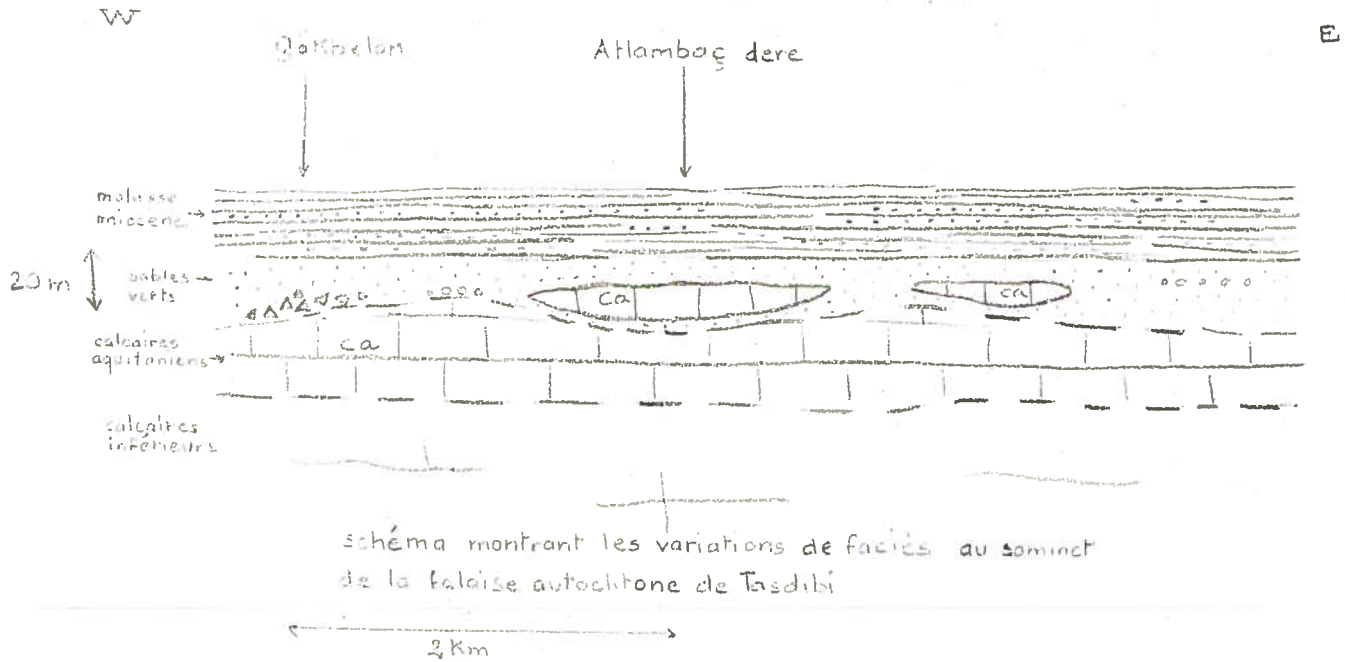 W
E
Atlambaç dere
molasse
miocène
20 m
sables
verts
ca
ca
calcaires
aquitaniens
ca
calcaires
inférieurs
schéma montrant les variations de faciès au sommet
de la falaise autochtone de Tasdibi
2 Km